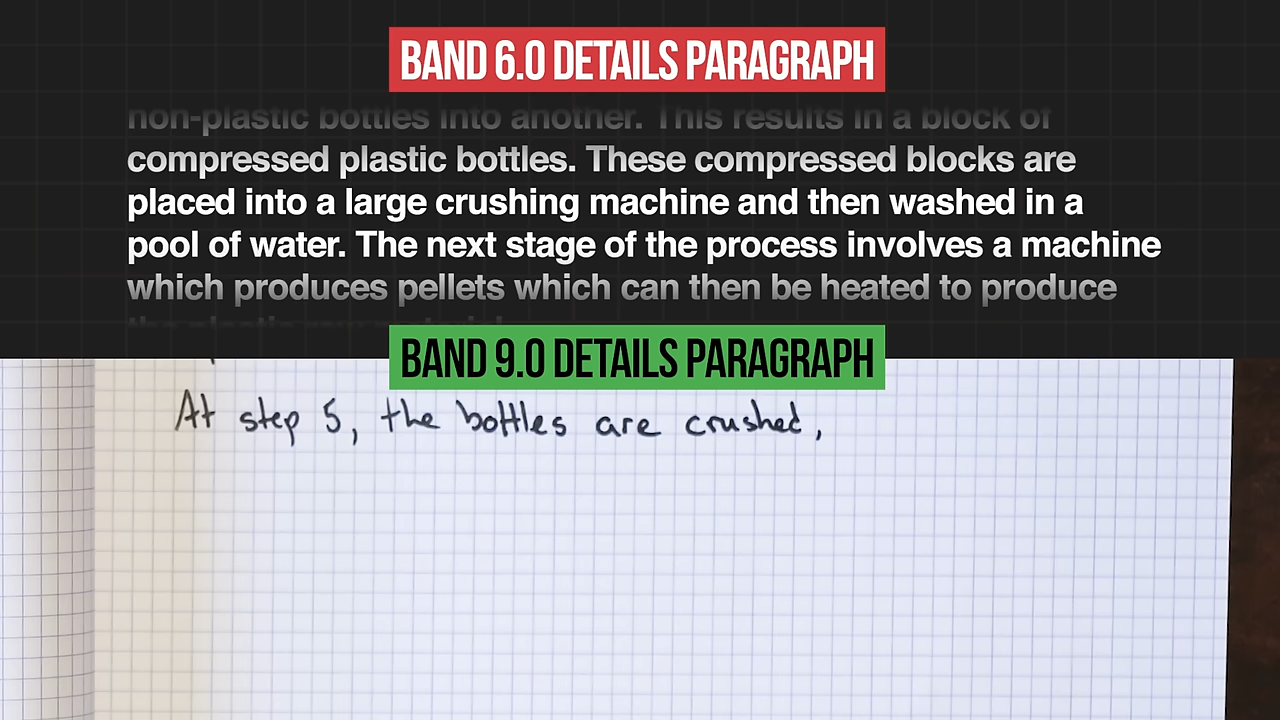 BAND 6.0 DETAILS PARAGRAPH
non-plastic bottles into another. This results in a block of
compressed plastic bottles. These compressed blocks are
placed into a large crushing machine and then washed in a
pool of water. The next stage of the process involves a machine
which produces pellets which can then be heated to produce
BAND 9.0 DETAILS PARAGRAPH
At step 5, the bottles are crushed,